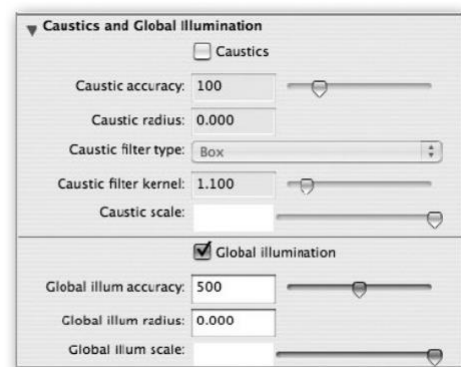 Caustics and Global Illumination
Caustics
Caustic accuracy: 100
Caustic radius: 0.000
Caustic filter type: Box
Caustic filter kernel: 1.100
Caustic scale:
Global illumination
Global illum accuracy: 500
Global illum radius: 0.000
Global illum scale: